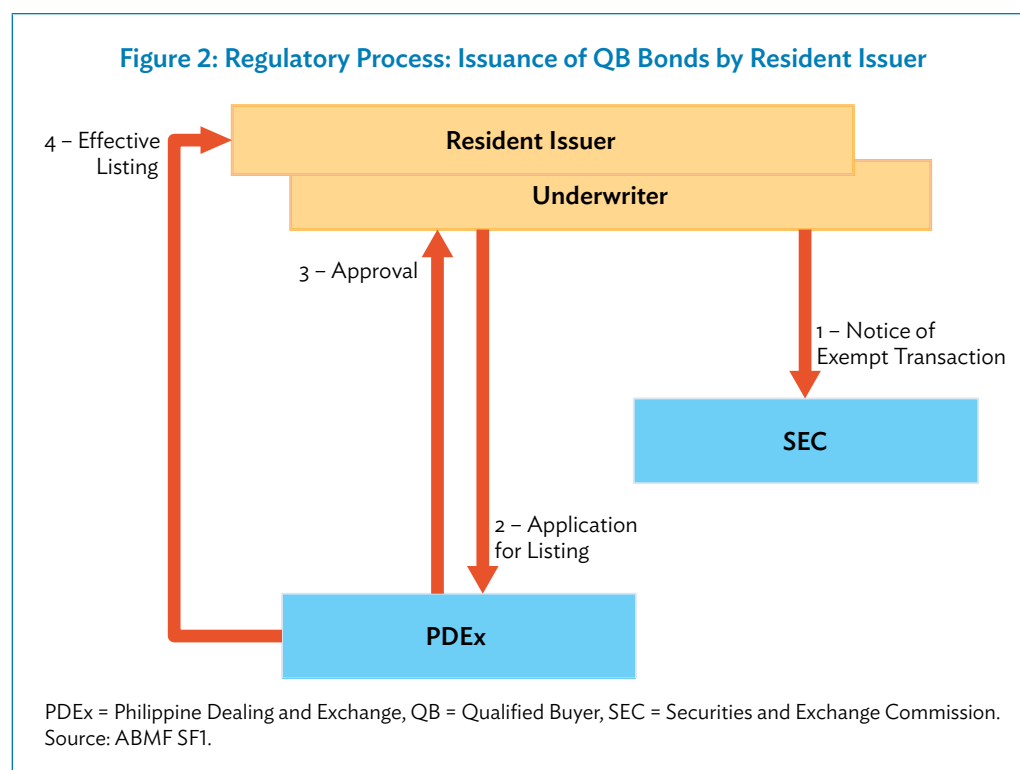 Figure 2: Regulatory Process: Issuance of QB Bonds by Resident Issuer
4 – Effective
Listing
Resident Issuer
Underwriter
3 – Approval
1 – Notice of
Exempt Transaction
SEC
2 – Application
for Listing
PDEx
PDEx = Philippine Dealing and Exchange, QB = Qualified Buyer, SEC = Securities and Exchange Commission.
Source: ABMF SF1.